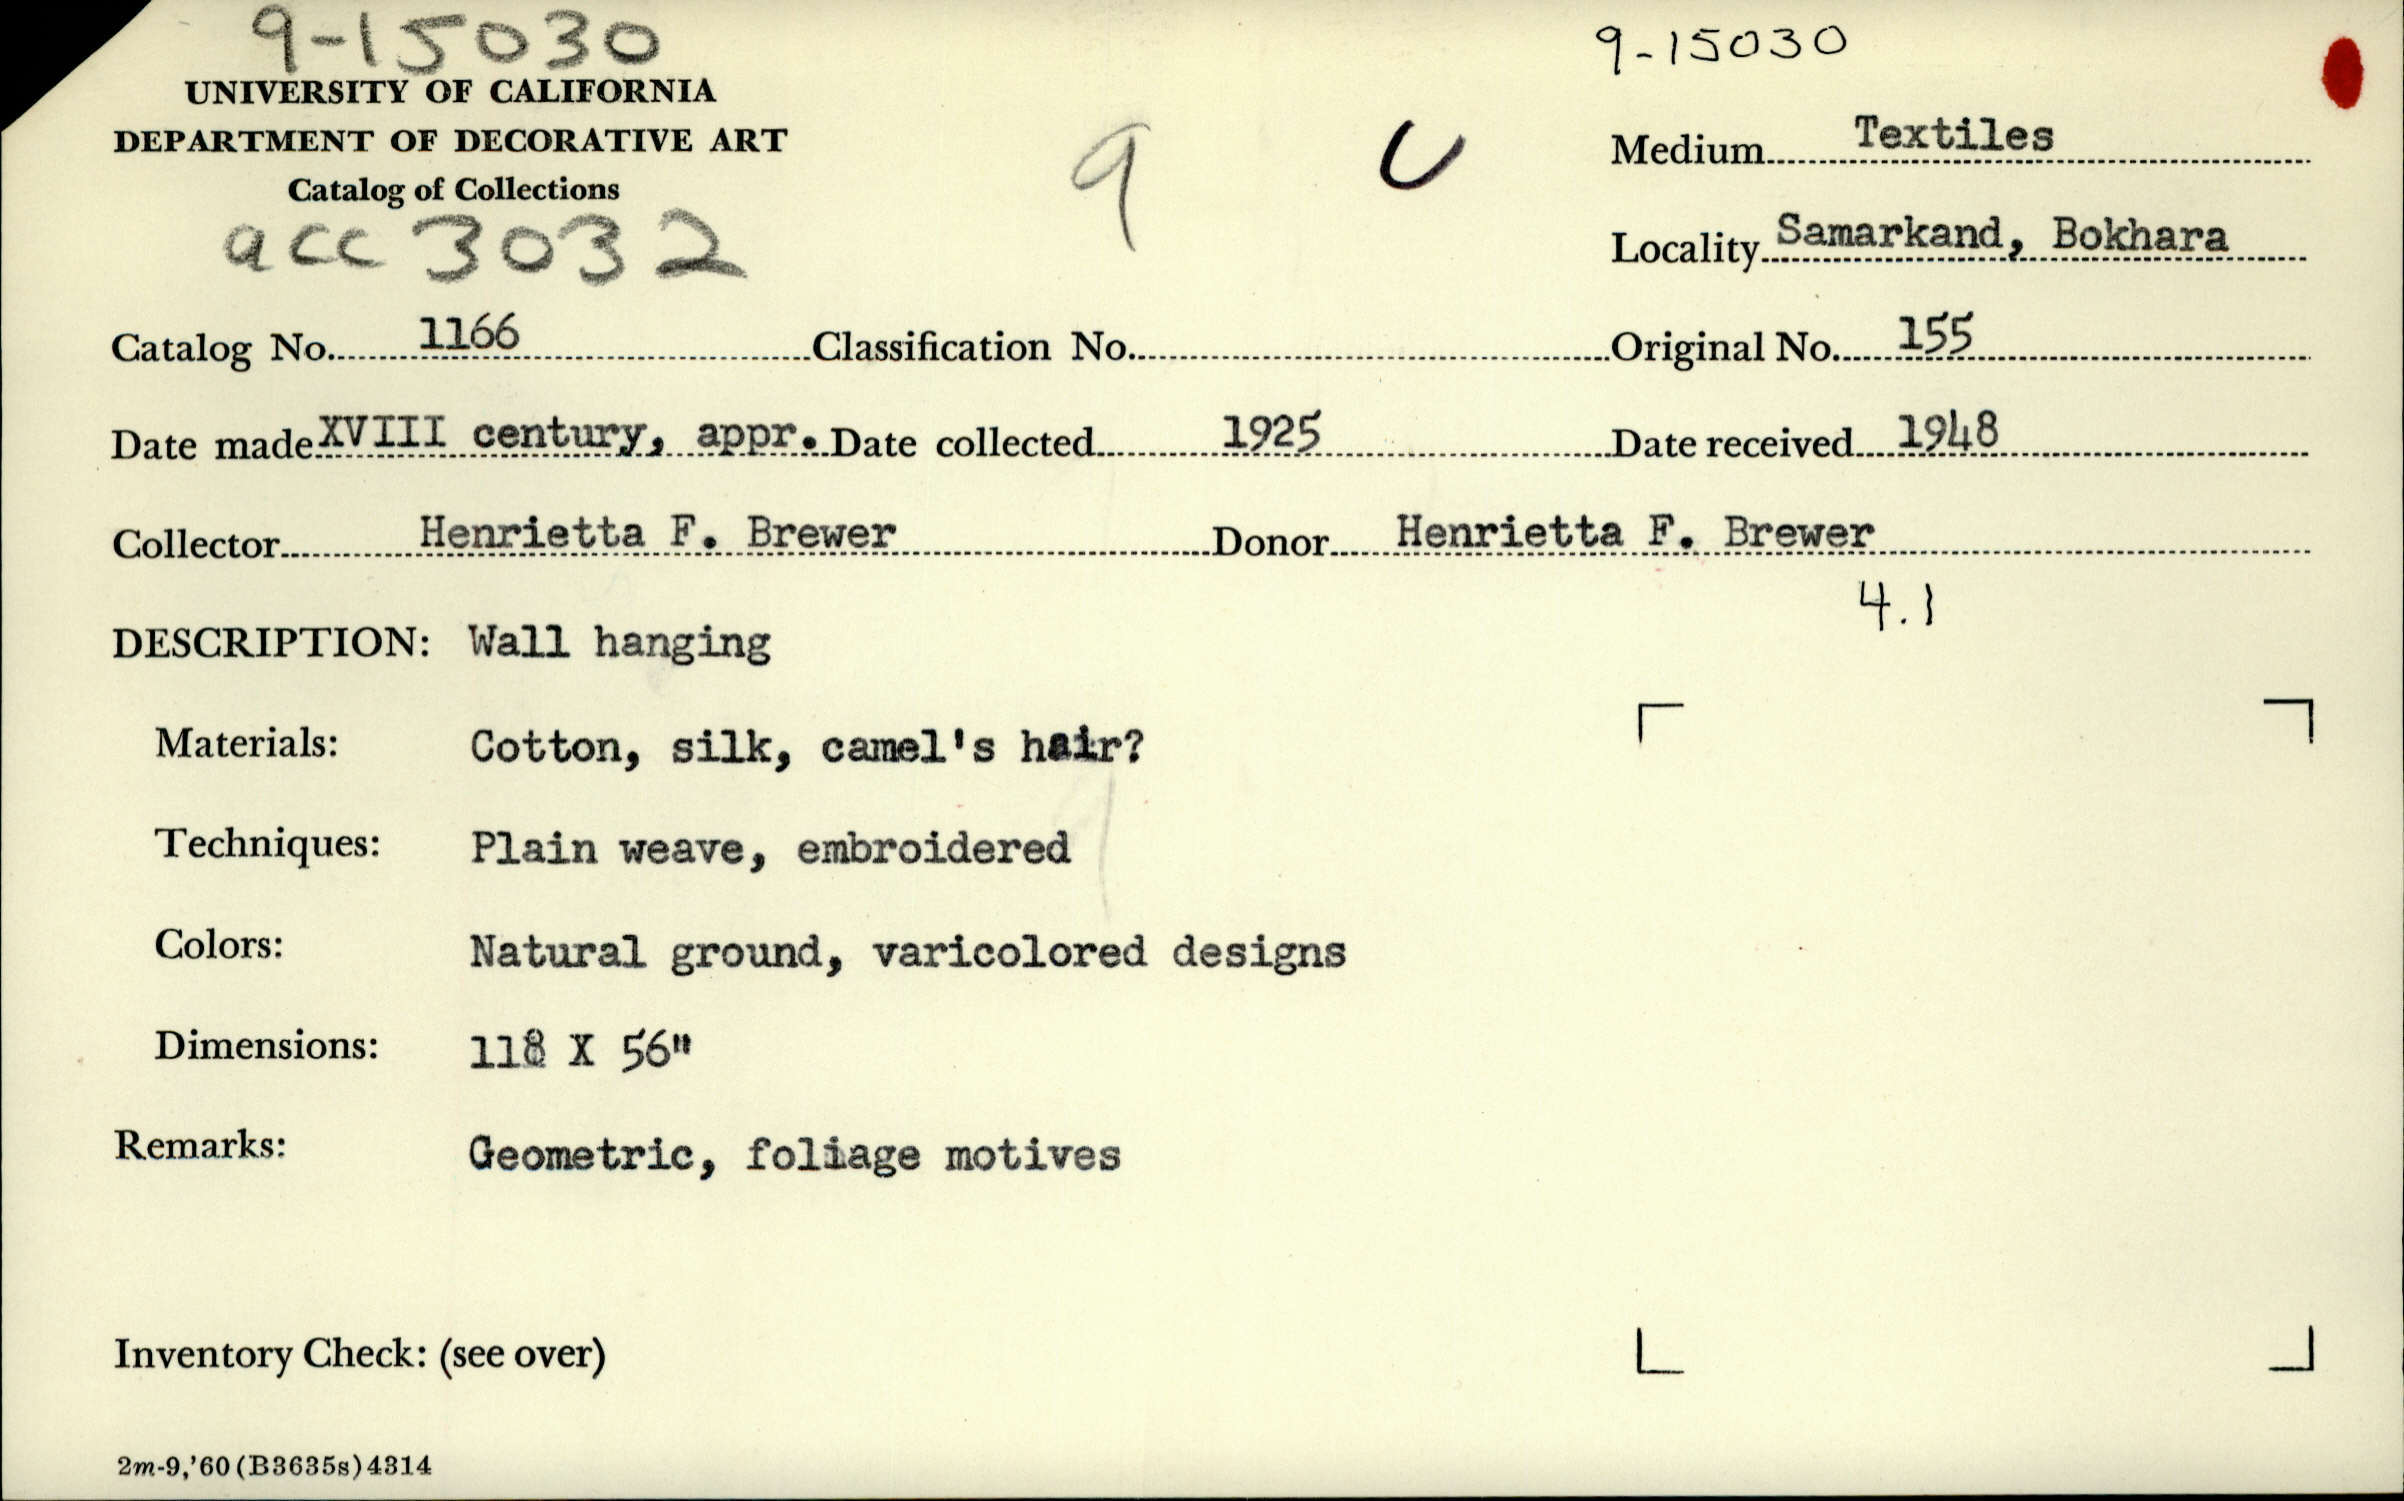 9-15030
9-15030
UNIVERSITY OF CALIFORNIA
DEPARTMENT OF DECORATIVE ART
Catalog of Collections
9 U
Medium Textiles
acc 3032
Locality Samarkand, Bokhara
Catalog No. 1166 Classification No. Original No. 155
Date made XVIII century, appr. Date collected 1925 Date received 1948
Collector Henrietta F. Brewer Donor Henrietta F. Brewer
4.1
DESCRIPTION: Wall hanging
Materials: Cotton, silk, camel's hair?
Techniques: Plain weave, embroidered
Colors: Natural ground, varicolored designs
Dimensions: 118 X 56"
Remarks: Geometric, foliage motives
Inventory Check: (see over)
2m-9,'60(B3635s)4314